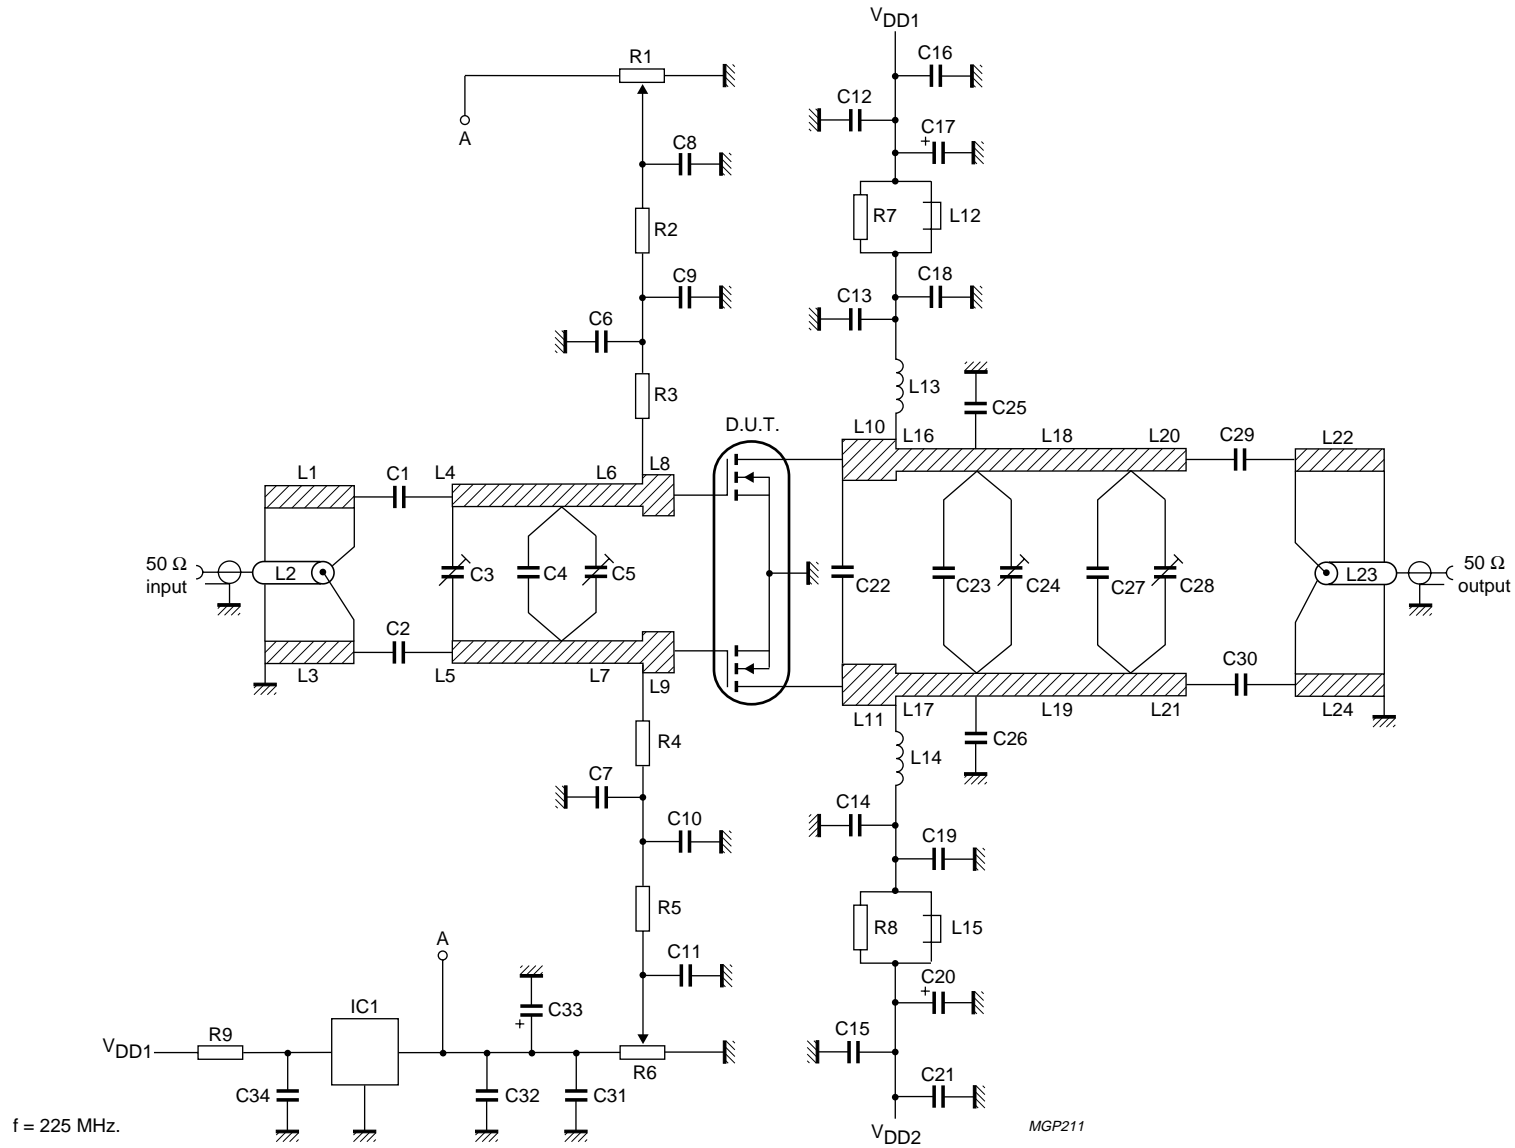 VDD1
C16
R1
C12
C17
+
A
C8
R7
L12
R2
C9
C18
C13
C6
L13
R3
C25
D.U.T.
L10
L16
L18
L20
C29
L22
L1
C1
L4
L6
L8
50 Ω
input
L2
C3
C4
C5
C22
C23
C24
C27
C28
L23
50 Ω
output
C2
L3
L5
L7
L9
C30
L11
L17
L19
L21
L24
R4
L14
C26
C7
C14
C10
C19
R5
R8
L15
A
C11
C20
+
IC1
C33
+
C15
VDD1
R9
R6
C21
C34
C32
C31
f = 225 MHz.
VDD2
MGP211